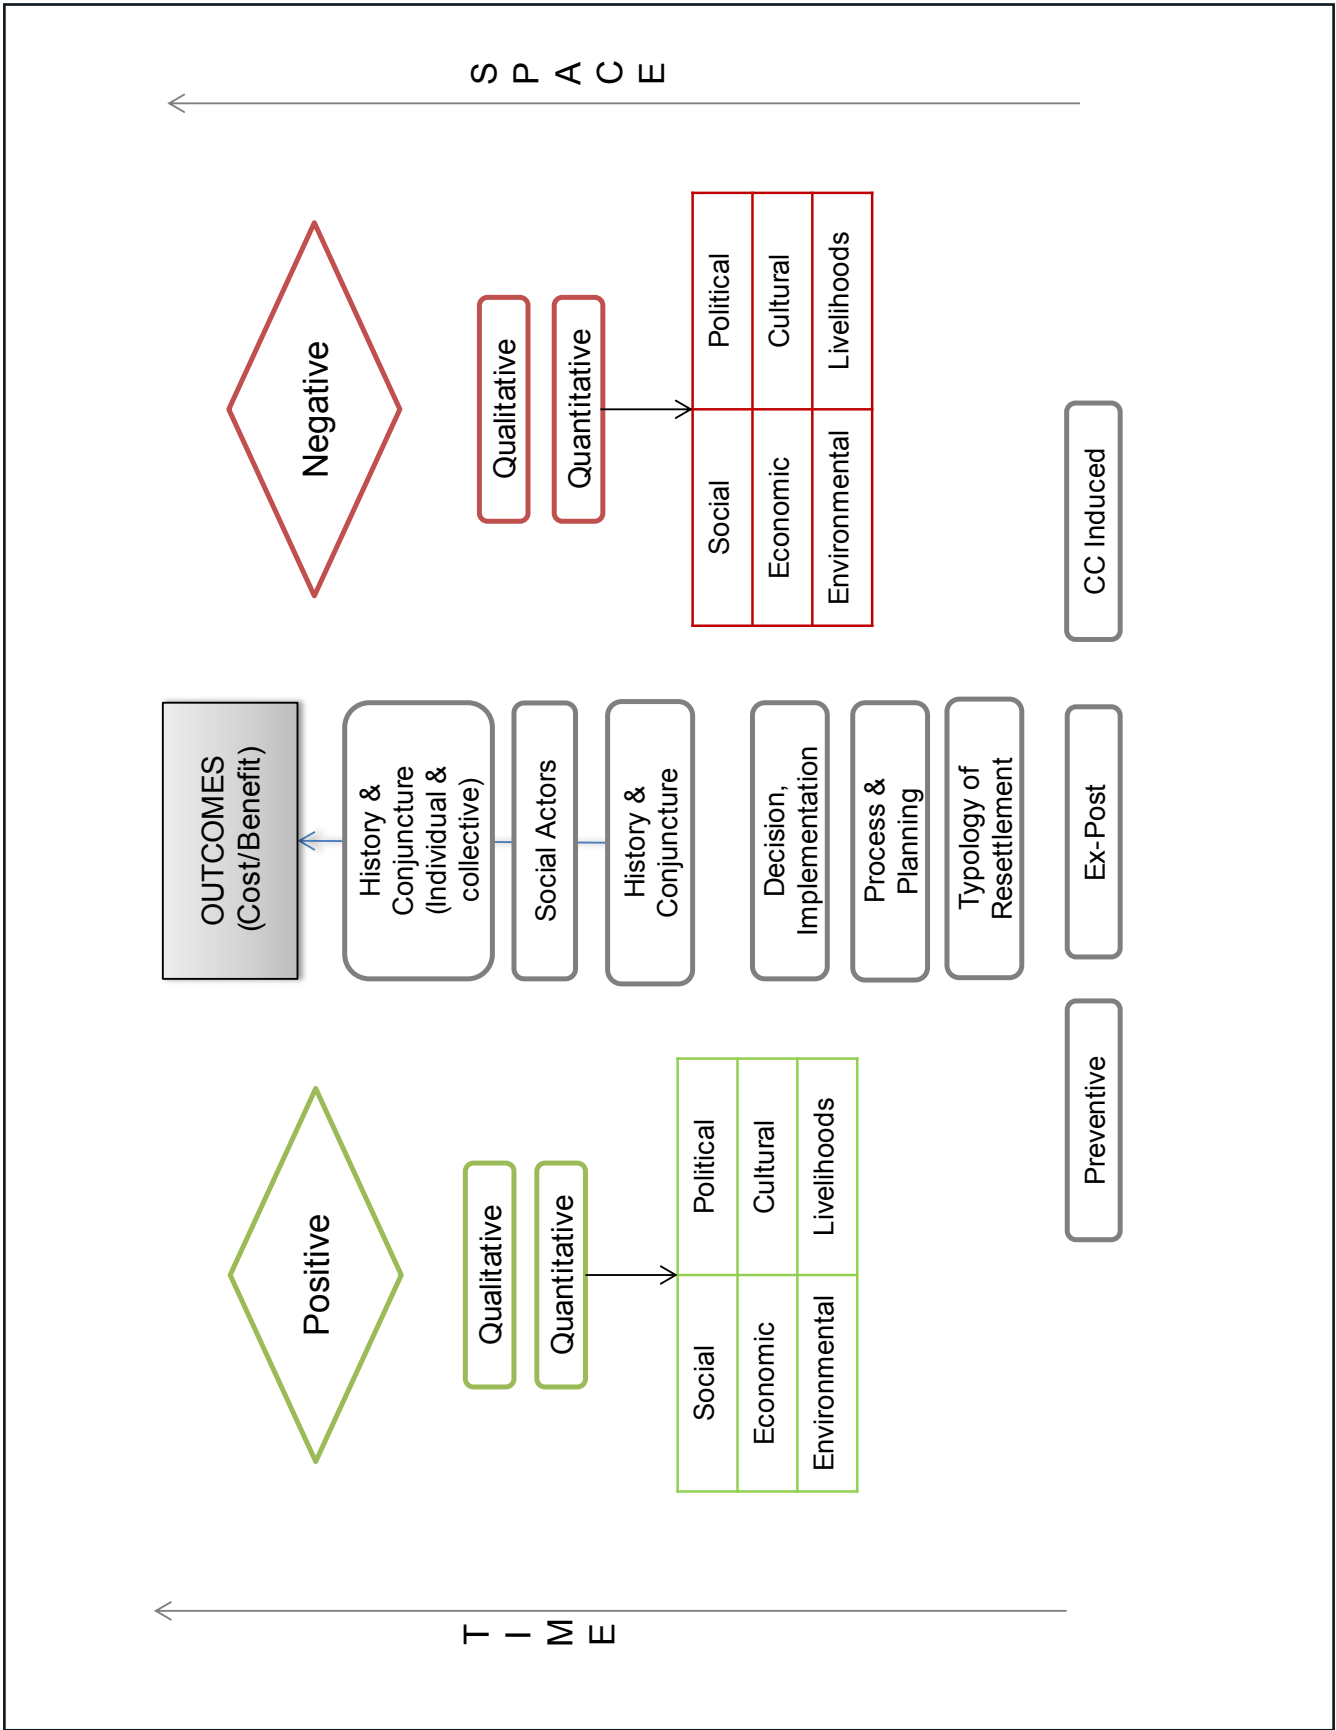 OUTCOMES
(Cost/Benefit)
Positive
History &
Conjuncture
(Individual &
collective)
Negative
Qualitative
Quantitative
Social Actors
Qualitative
Quantitative
History &
Conjuncture
T
I
M
E
S
P
A
C
E
Social Political
Economic Cultural
Environmental Livelihoods
Social Political
Economic Cultural
Environmental Livelihoods
Decision,
Implementation
Process &
Planning
Typology of
Resettlement
Preventive
Ex-Post
CC Induced